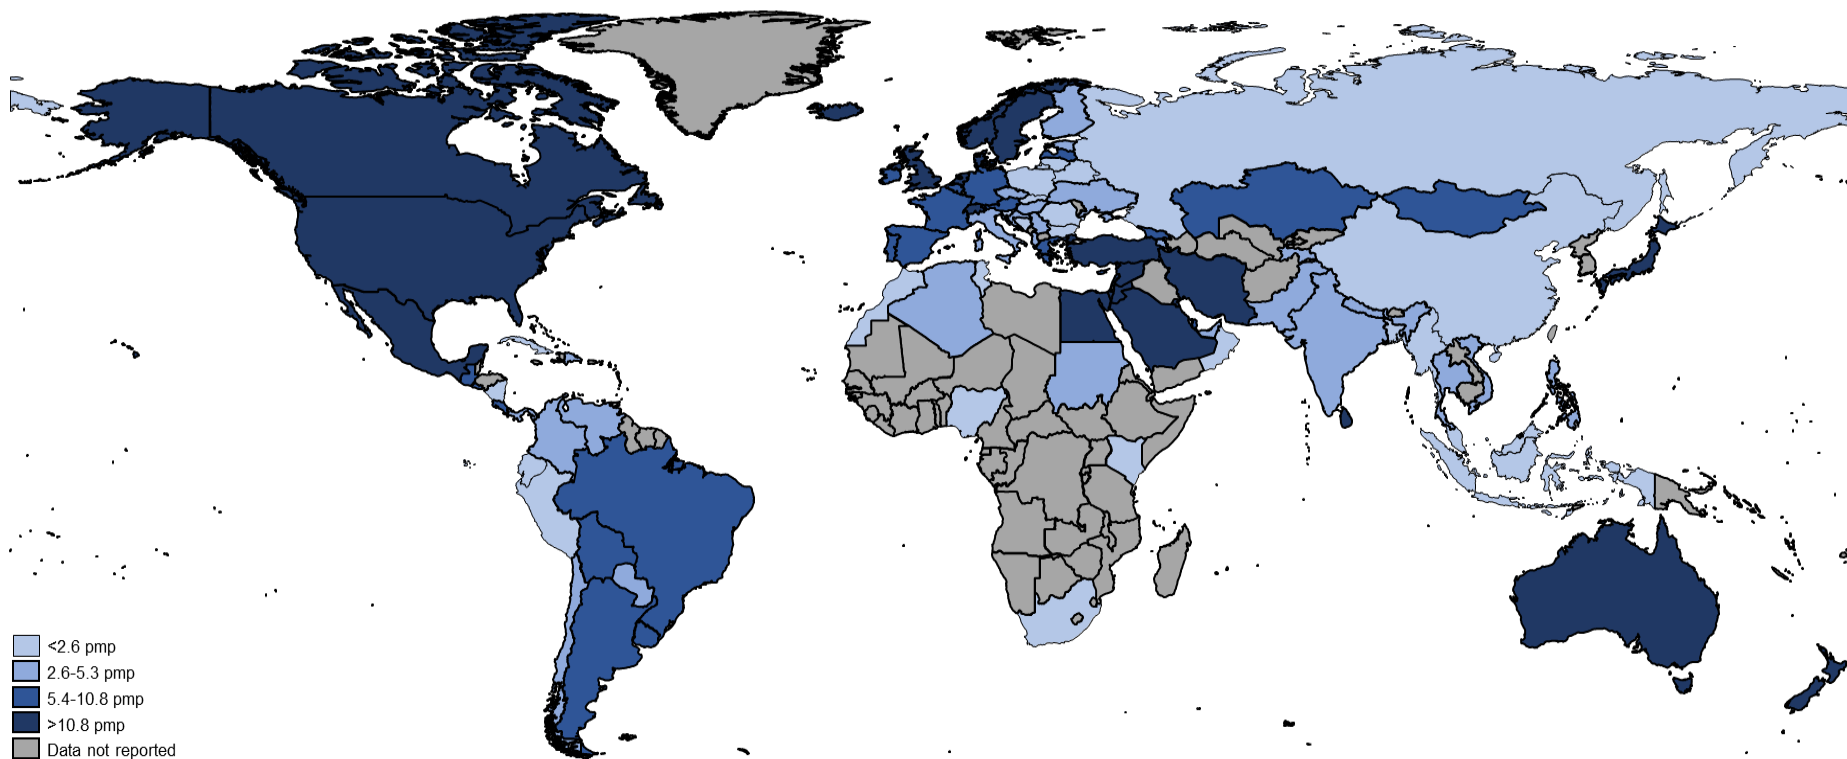 <2.6 pmp
2.6-5.3 pmp
5.4-10.8 pmp
>10.8 pmp
Data not reported